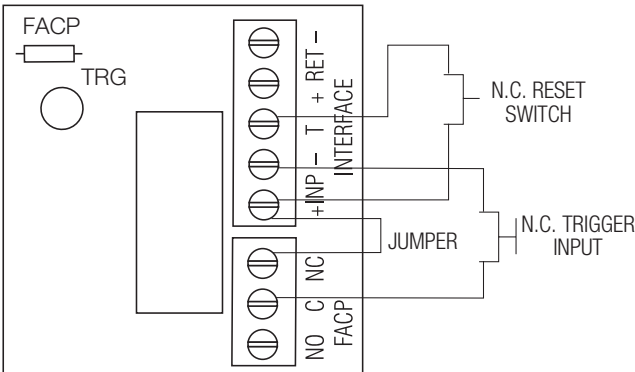 FACP
TRG
+ INP - T + RET -
INTERFACE
NO C NC
FACP
N.C. RESET
SWITCH
JUMPER
N.C. TRIGGER
INPUT